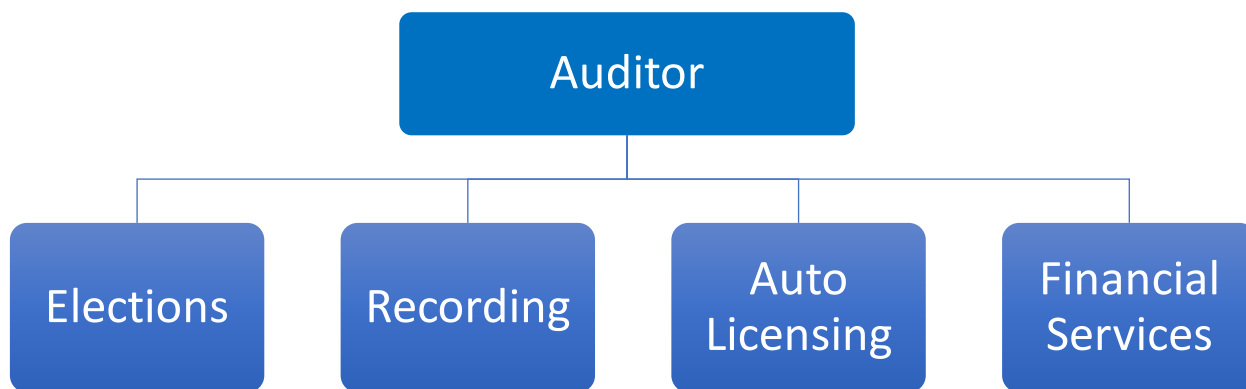 Auditor
Elections
Recording
Auto
Licensing
Financial
Services